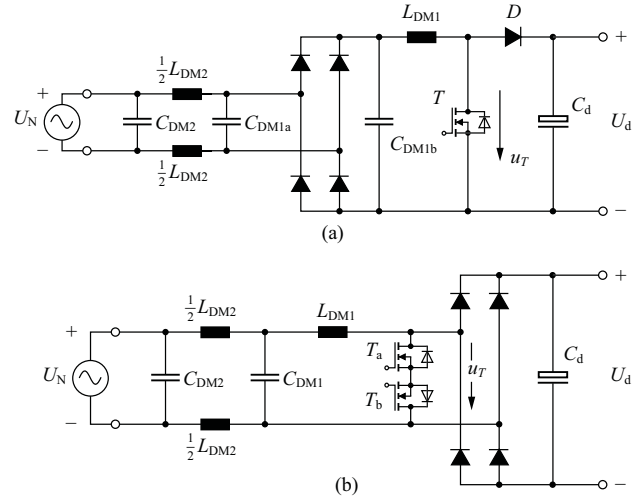 L_DM1
D
+
1/2 L_DM2
+
U_N
−
C_DM2
C_DM1a
C_DM1b
T
u_T
C_d
U_d
1/2 L_DM2
−
(a)
+
1/2 L_DM2
L_DM1
+
U_N
−
C_DM2
C_DM1
T_a
T_b
u_T
C_d
U_d
1/2 L_DM2
−
(b)